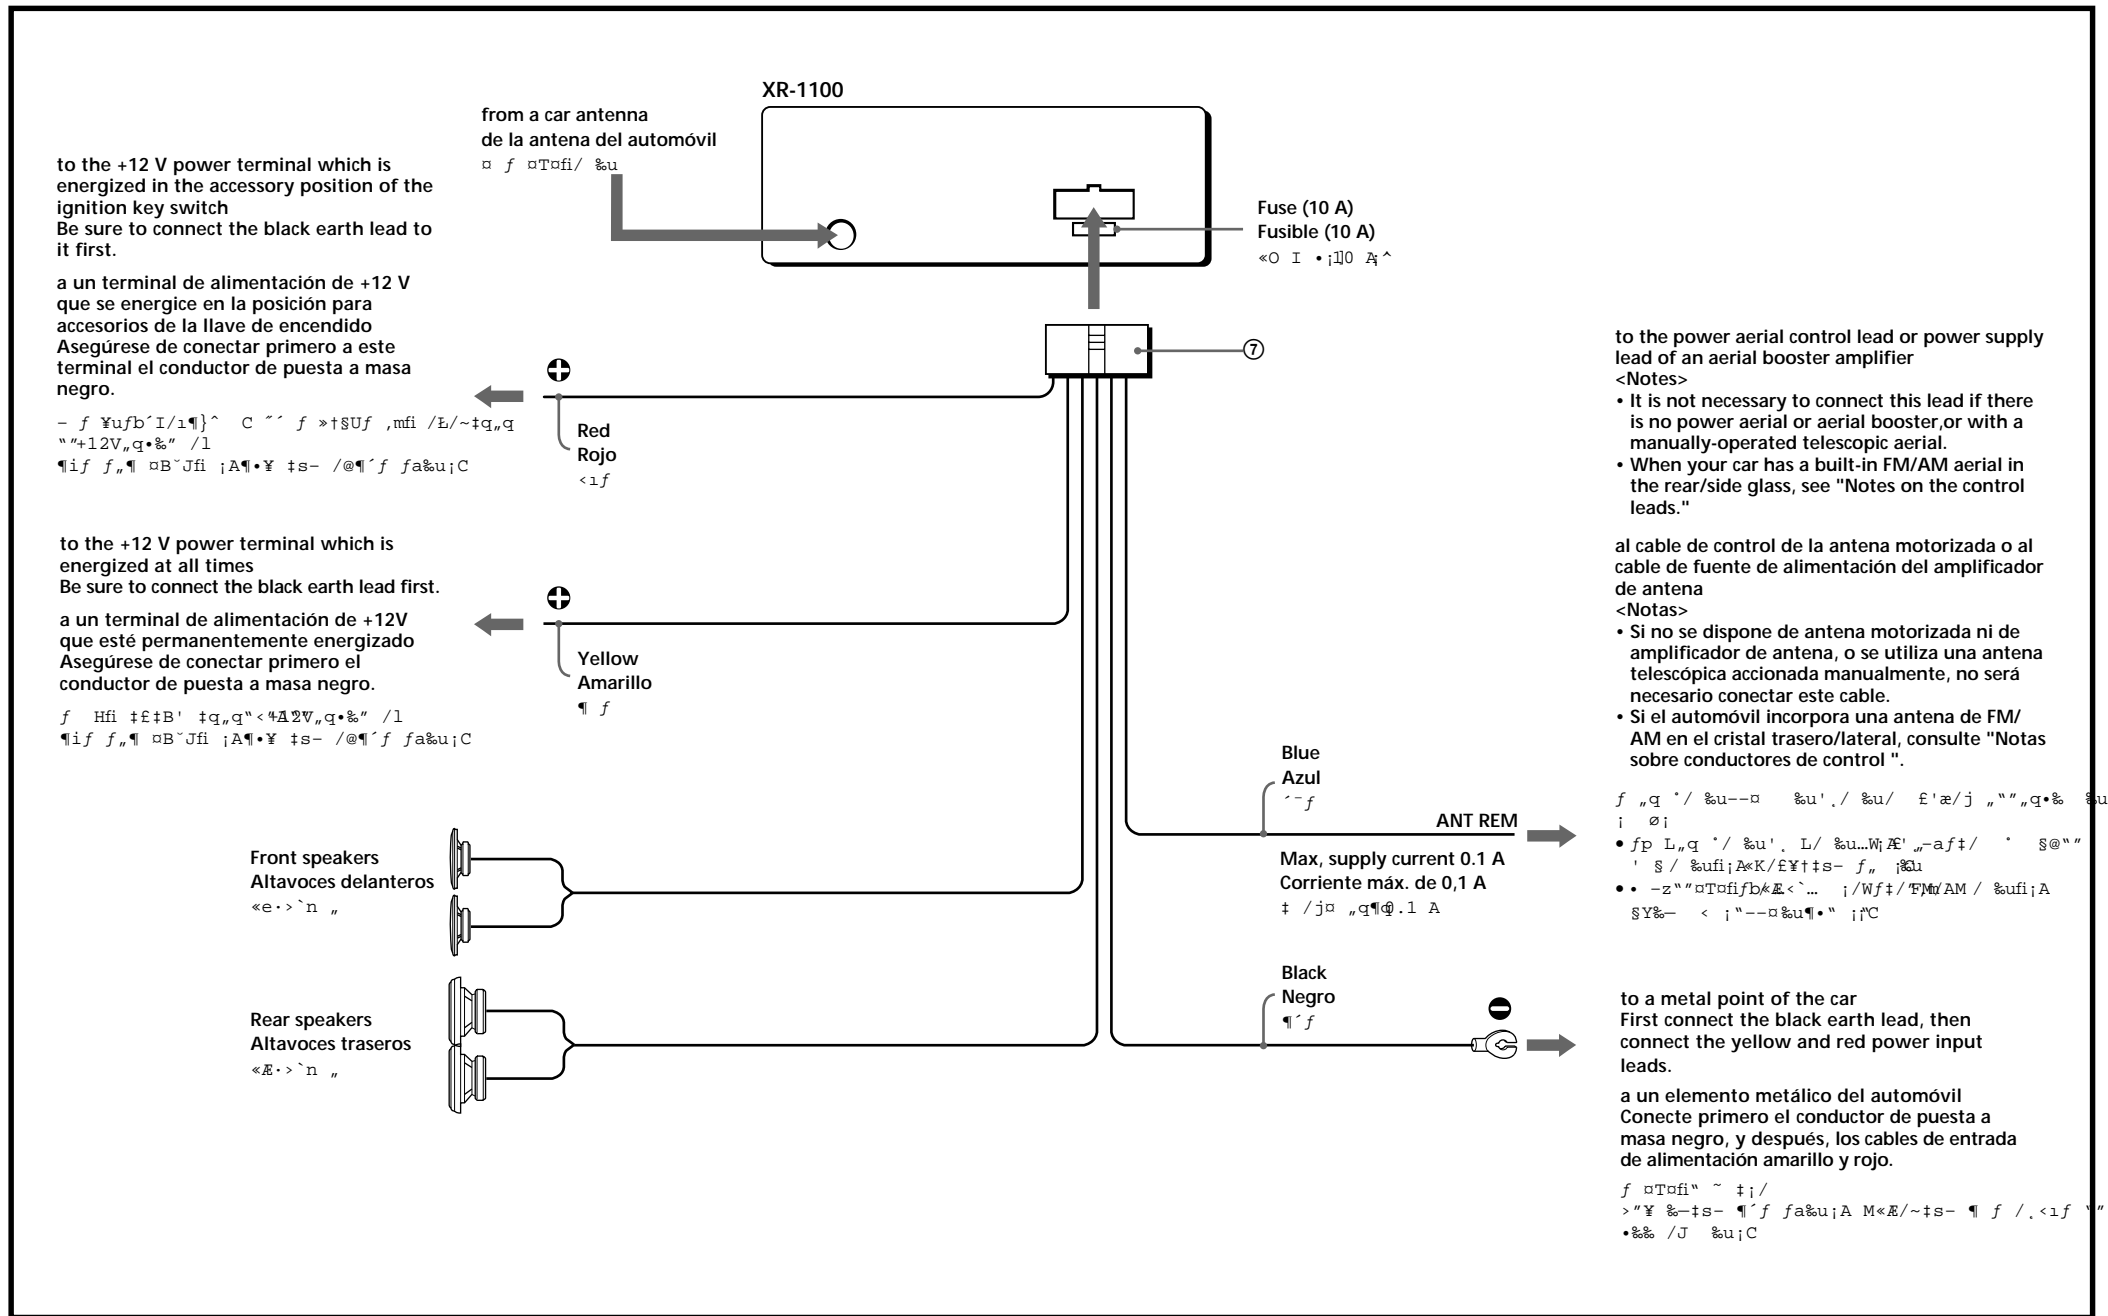 XR-1100
from a car antenna
de la antena del automóvil
Fuse (10 A)
Fusible (10 A)
to the +12 V power terminal which is
energized in the accessory position of the
ignition key switch
Be sure to connect the black earth lead to
it first.
a un terminal de alimentación de +12 V
que se energice en la posición para
accesorios de la llave de encendido
Asegúrese de conectar primero a este
terminal el conductor de puesta a masa
negro.
Red
Rojo
⑦
to the +12 V power terminal which is
energized at all times
Be sure to connect the black earth lead first.
a un terminal de alimentación de +12V
que esté permanentemente energizado
Asegúrese de conectar primero el
conductor de puesta a masa negro.
Yellow
Amarillo
to the power aerial control lead or power supply
lead of an aerial booster amplifier
<Notes>
• It is not necessary to connect this lead if there
is no power aerial or aerial booster,or with a
manually-operated telescopic aerial.
• When your car has a built-in FM/AM aerial in
the rear/side glass, see "Notes on the control
leads."
al cable de control de la antena motorizada o al
cable de fuente de alimentación del amplificador
de antena
<Notas>
• Si no se dispone de antena motorizada ni de
amplificador de antena, o se utiliza una antena
telescópica accionada manualmente, no será
necesario conectar este cable.
• Si el automóvil incorpora una antena de FM/
AM en el cristal trasero/lateral, consulte "Notas
sobre conductores de control ".
Blue
Azul
ANT REM
Max, supply current 0.1 A
Corriente máx. de 0,1 A
Front speakers
Altavoces delanteros
Rear speakers
Altavoces traseros
Black
Negro
to a metal point of the car
First connect the black earth lead, then
connect the yellow and red power input
leads.
a un elemento metálico del automóvil
Conecte primero el conductor de puesta a
masa negro, y después, los cables de entrada
de alimentación amarillo y rojo.